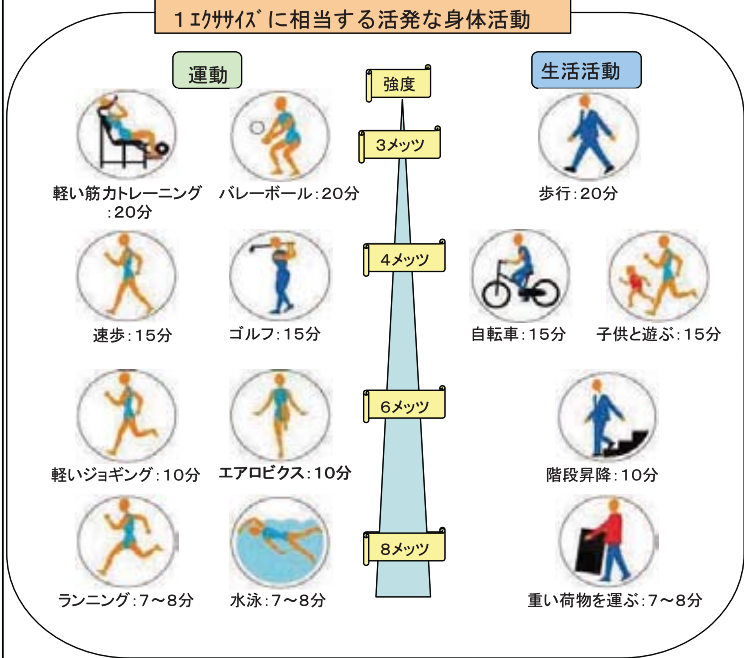 1ｴｸｻｻｲｽﾞに相当する活発な身体活動
運動
強度
生活活動
3メッツ
軽い筋力トレーニング
:20分
バレーボール:20分
歩行:20分
4メッツ
速歩:15分
ゴルフ:15分
自転車:15分
子供と遊ぶ:15分
6メッツ
軽いジョギング:10分
エアロビクス:10分
階段昇降:10分
8メッツ
ランニング:7～8分
水泳:7～8分
重い荷物を運ぶ:7～8分